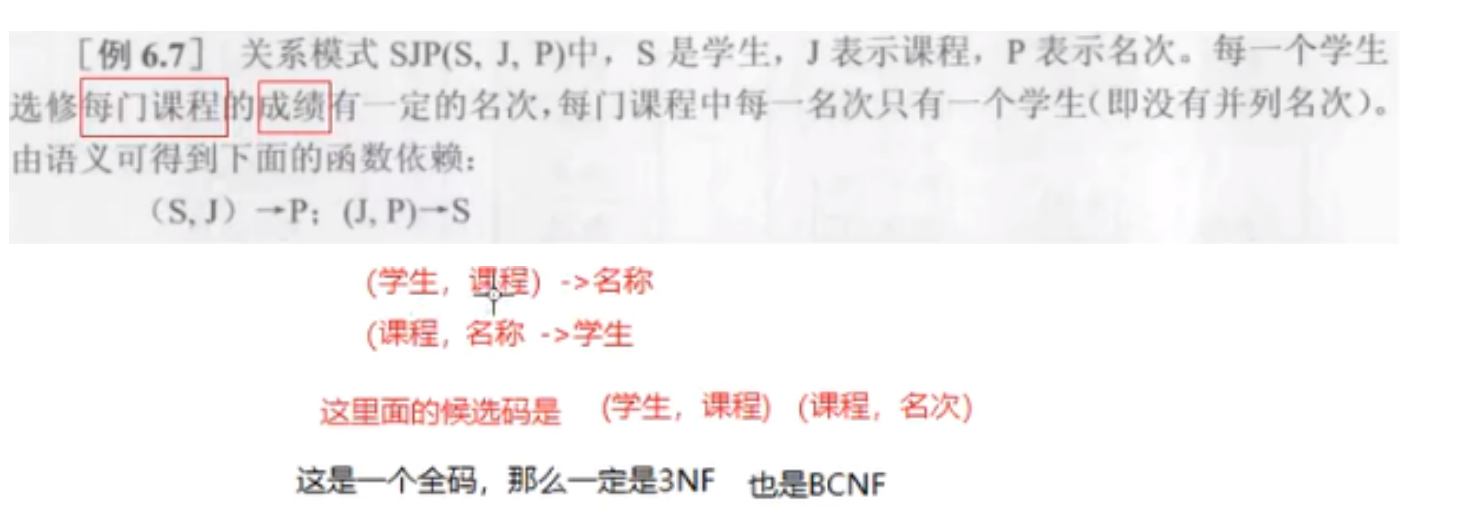 ［例 6.7］ 关系模式 SJP(S, J, P)中，S 是学生，J 表示课程，P 表示名次。每一个学生
选修每门课程的成绩有一定的名次，每门课程中每一名次只有一个学生（即没有并列名次）。
由语义可得到下面的函数依赖：
（S, J）→P；(J, P)→S
(学生，课程) ->名称
(课程，名称 ->学生
这里面的候选码是 (学生，课程) (课程，名次)
这是一个全码，那么一定是3NF 也是BCNF